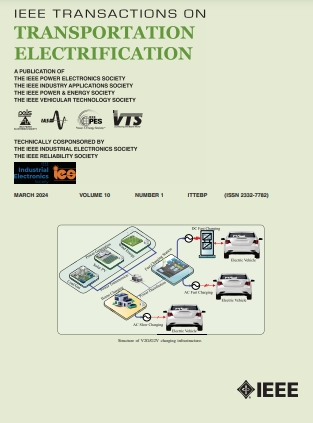 IEEE TRANSACTIONS ON
TRANSPORTATION
ELECTRIFICATION
A PUBLICATION OF
THE IEEE POWER ELECTRONICS SOCIETY
THE IEEE INDUSTRY APPLICATIONS SOCIETY
THE IEEE POWER & ENERGY SOCIETY
THE IEEE VEHICULAR TECHNOLOGY SOCIETY
pels IAS PES VTS
TECHNICALLY COSPONSORED BY
THE IEEE INDUSTRIAL ELECTRONICS SOCIETY
THE IEEE RELIABILITY SOCIETY
Industrial
Electronics
MARCH 2024 VOLUME 10 NUMBER 1 ITTEBP (ISSN 2332-7782)
DC Fast Charging
Electric Vehicle
AC Fast Charging
Electric Vehicle
AC Slow Charging
Electric Vehicle
Structure of V2G/G2V charging infrastructure.
IEEE